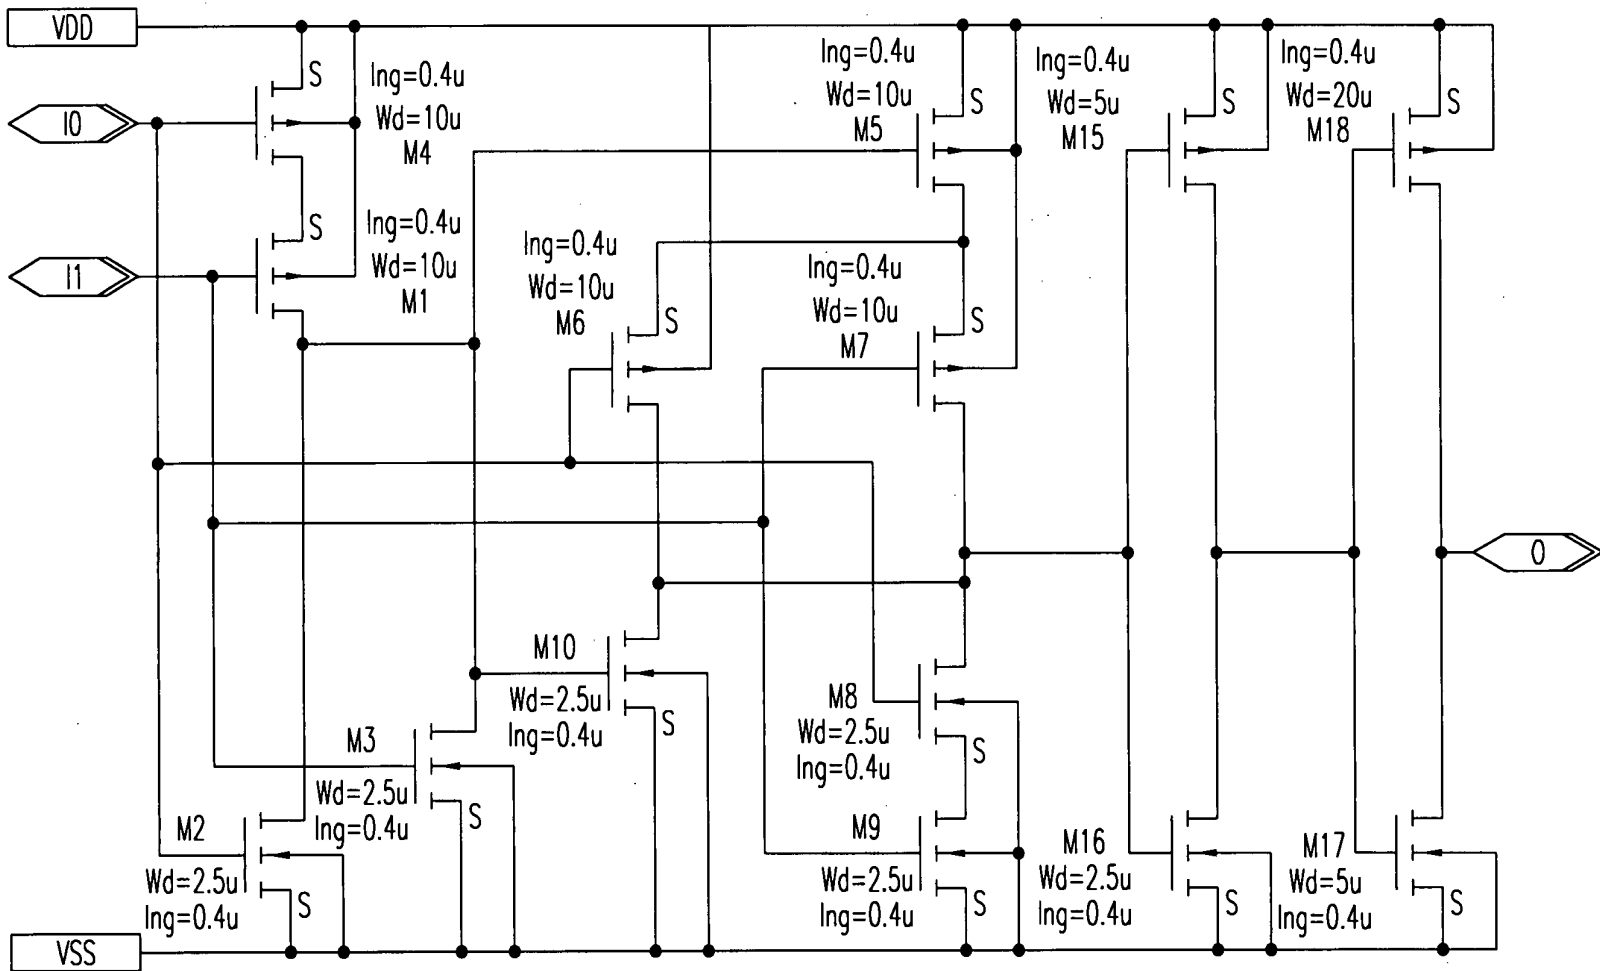 VDD
I0
S
lng=0.4u
Wd=10u
M4
I1
S
lng=0.4u
Wd=10u
M1
lng=0.4u
Wd=10u
M5
S
lng=0.4u
Wd=5u
M15
S
lng=0.4u
Wd=20u
M18
S
lng=0.4u
Wd=10u
M6
S
lng=0.4u
Wd=10u
M7
S
O
M10
Wd=2.5u
lng=0.4u
S
M8
Wd=2.5u
lng=0.4u
S
M3
Wd=2.5u
lng=0.4u
S
M2
Wd=2.5u
lng=0.4u
S
M9
Wd=2.5u
lng=0.4u
S
M16
Wd=2.5u
lng=0.4u
S
M17
Wd=5u
lng=0.4u
S
VSS